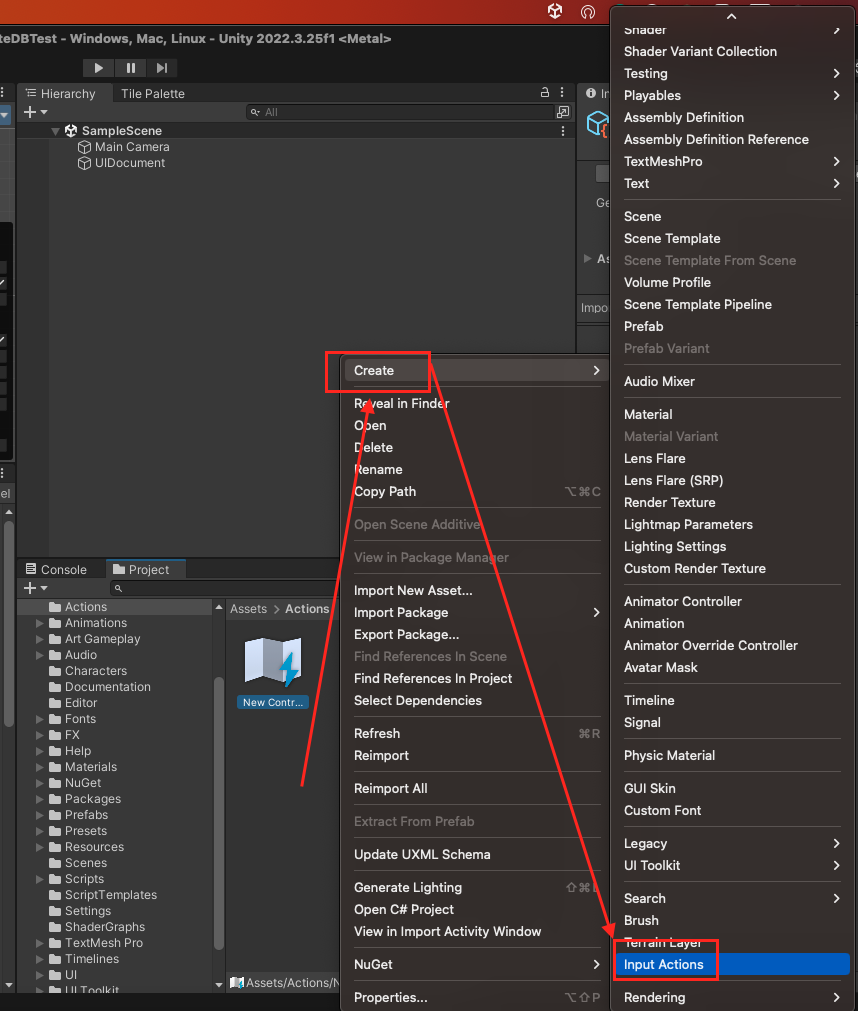 teDBTest - Windows, Mac, Linux - Unity 2022.3.25f1 <Metal>
Hierarchy
Tile Palette
All
SampleScene
Main Camera
UIDocument
Create
Reveal in Finder
Open
Delete
Rename
Copy Path ⌥⌘C
Open Scene Additive
View in Package Manager
Import New Asset...
Import Package
Export Package...
Find References In Scene
Find References In Project
Select Dependencies
Refresh ⌘R
Reimport
Reimport All
Extract From Prefab
Update UXML Schema
Generate Lighting ⇧⌘L
Open C# Project
View in Import Activity Window
NuGet
Properties... ⌥⇧P
Shader
Shader Variant Collection
Testing
Playables
Assembly Definition
Assembly Definition Reference
TextMeshPro
Text
Scene
Scene Template
Scene Template From Scene
Volume Profile
Scene Template Pipeline
Prefab
Prefab Variant
Audio Mixer
Material
Material Variant
Lens Flare
Lens Flare (SRP)
Render Texture
Lightmap Parameters
Lighting Settings
Custom Render Texture
Animator Controller
Animation
Animator Override Controller
Avatar Mask
Timeline
Signal
Physic Material
GUI Skin
Custom Font
Legacy
UI Toolkit
Search
Brush
Terrain Layer
Input Actions
Rendering
Console
Project
Actions
Animations
Art Gameplay
Audio
Characters
Documentation
Editor
Fonts
FX
Help
Materials
NuGet
Packages
Prefabs
Presets
Resources
Scenes
Scripts
ScriptTemplates
Settings
ShaderGraphs
TextMesh Pro
Timelines
UI
UI Toolkit
Assets > Actions
New Contr...
Assets/Actions/N
In
Ge
As
Impo
el